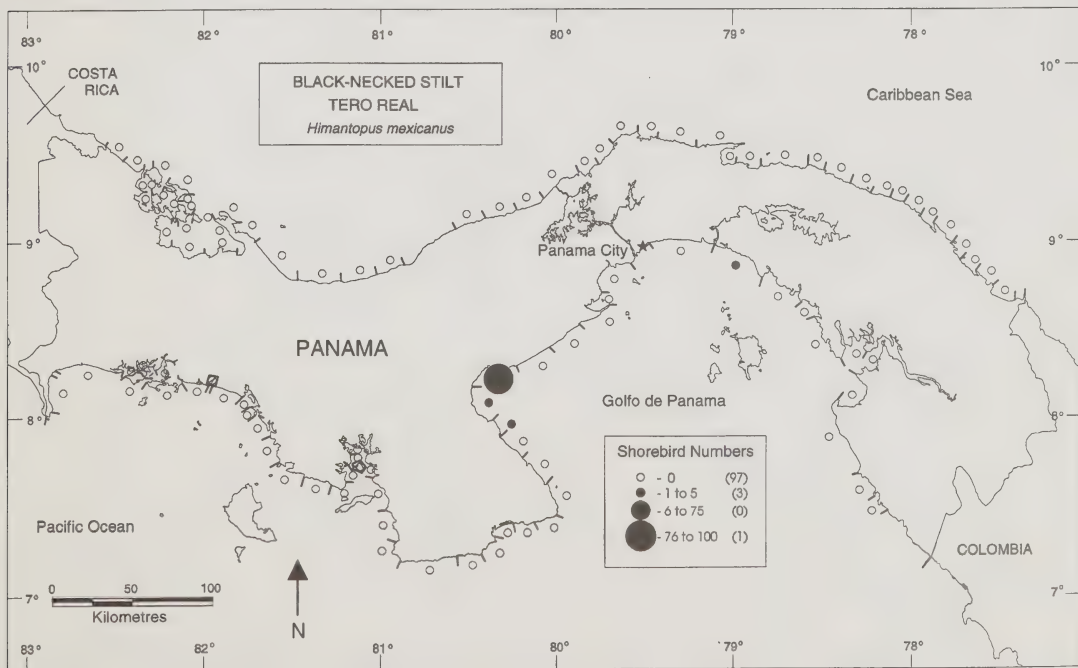 83° 82° 81° 80° 79° 78°
10° 10°
COSTA
RICA
BLACK-NECKED STILT
TERO REAL
Himantopus mexicanus
Caribbean Sea
9° 9°
Panama City
PANAMA
8° 8°
Golfo de Panama
Shorebird Numbers
- 0 (97)
- 1 to 5 (3)
- 6 to 75 (0)
- 76 to 100 (1)
Pacific Ocean
COLOMBIA
0 50 100
Kilometres
N
7° 7°
83° 82° 81° 80° 79° 78°